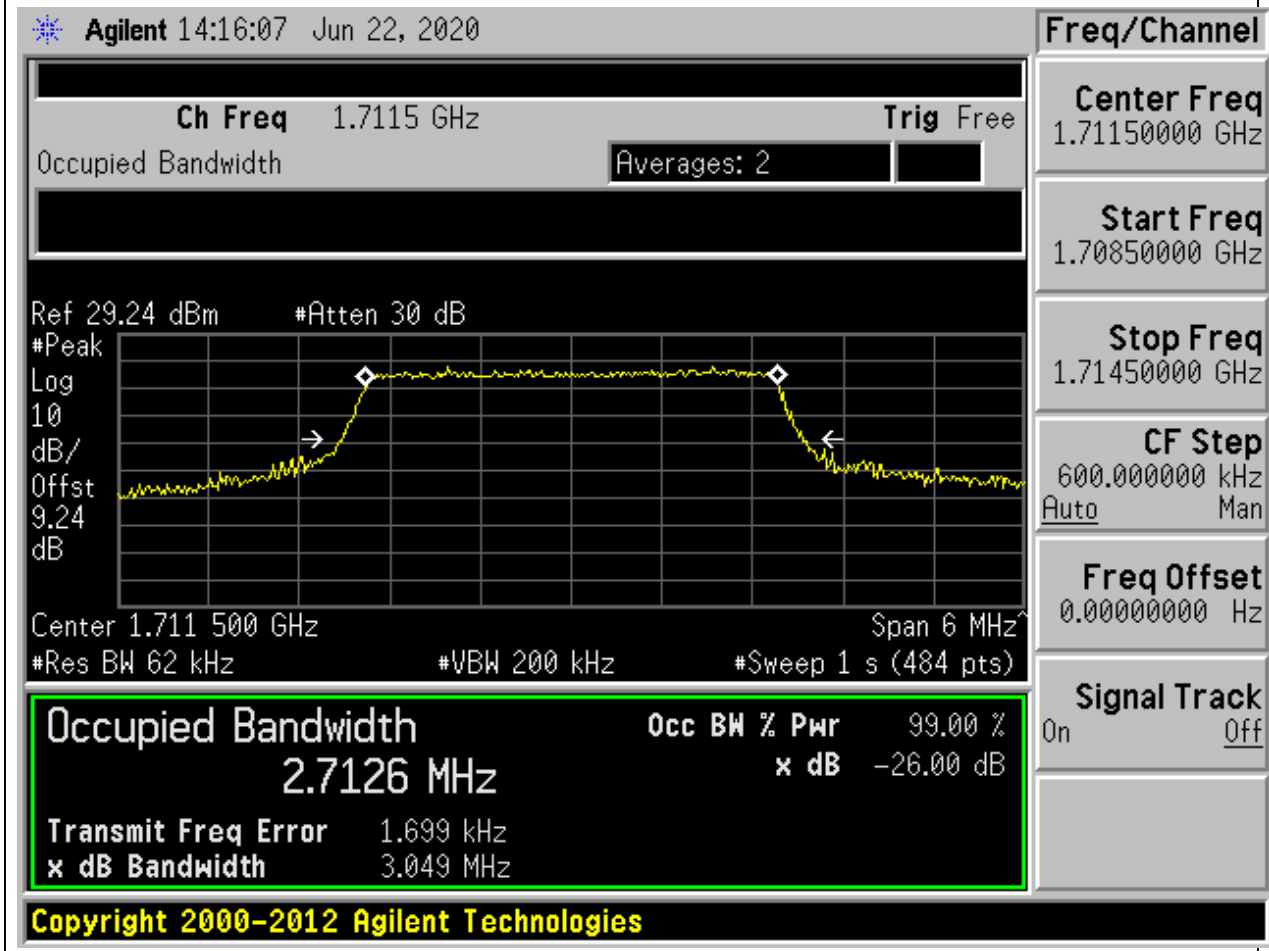 Agilent 14:16:07 Jun 22, 2020
Freq/Channel
Ch Freq 1.7115 GHz Trig Free
Occupied Bandwidth Averages: 2
Center Freq
1.71150000 GHz
Start Freq
1.70850000 GHz
Stop Freq
1.71450000 GHz
CF Step
600.000000 kHz
Auto Man
Freq Offset
0.00000000 Hz
Signal Track
On Off
Ref 29.24 dBm #Atten 30 dB
#Peak
Log
10
dB/
Offst
9.24
dB
Center 1.711 500 GHz Span 6 MHz^
#Res BW 62 kHz #VBW 200 kHz #Sweep 1 s (484 pts)
Occupied Bandwidth Occ BW % Pwr 99.00 %
2.7126 MHz x dB -26.00 dB
Transmit Freq Error 1.699 kHz
x dB Bandwidth 3.049 MHz
Copyright 2000-2012 Agilent Technologies